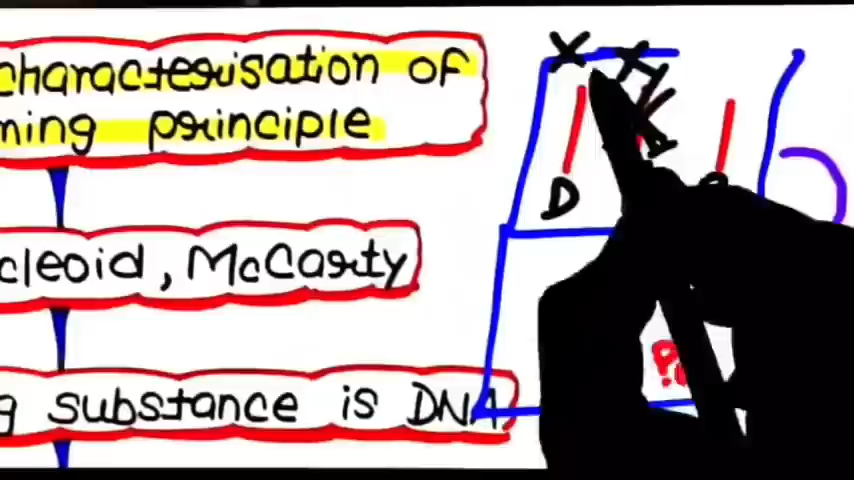 characterisation of
ming principle
cleoid, McCarty
g substance is DNA
X X
D